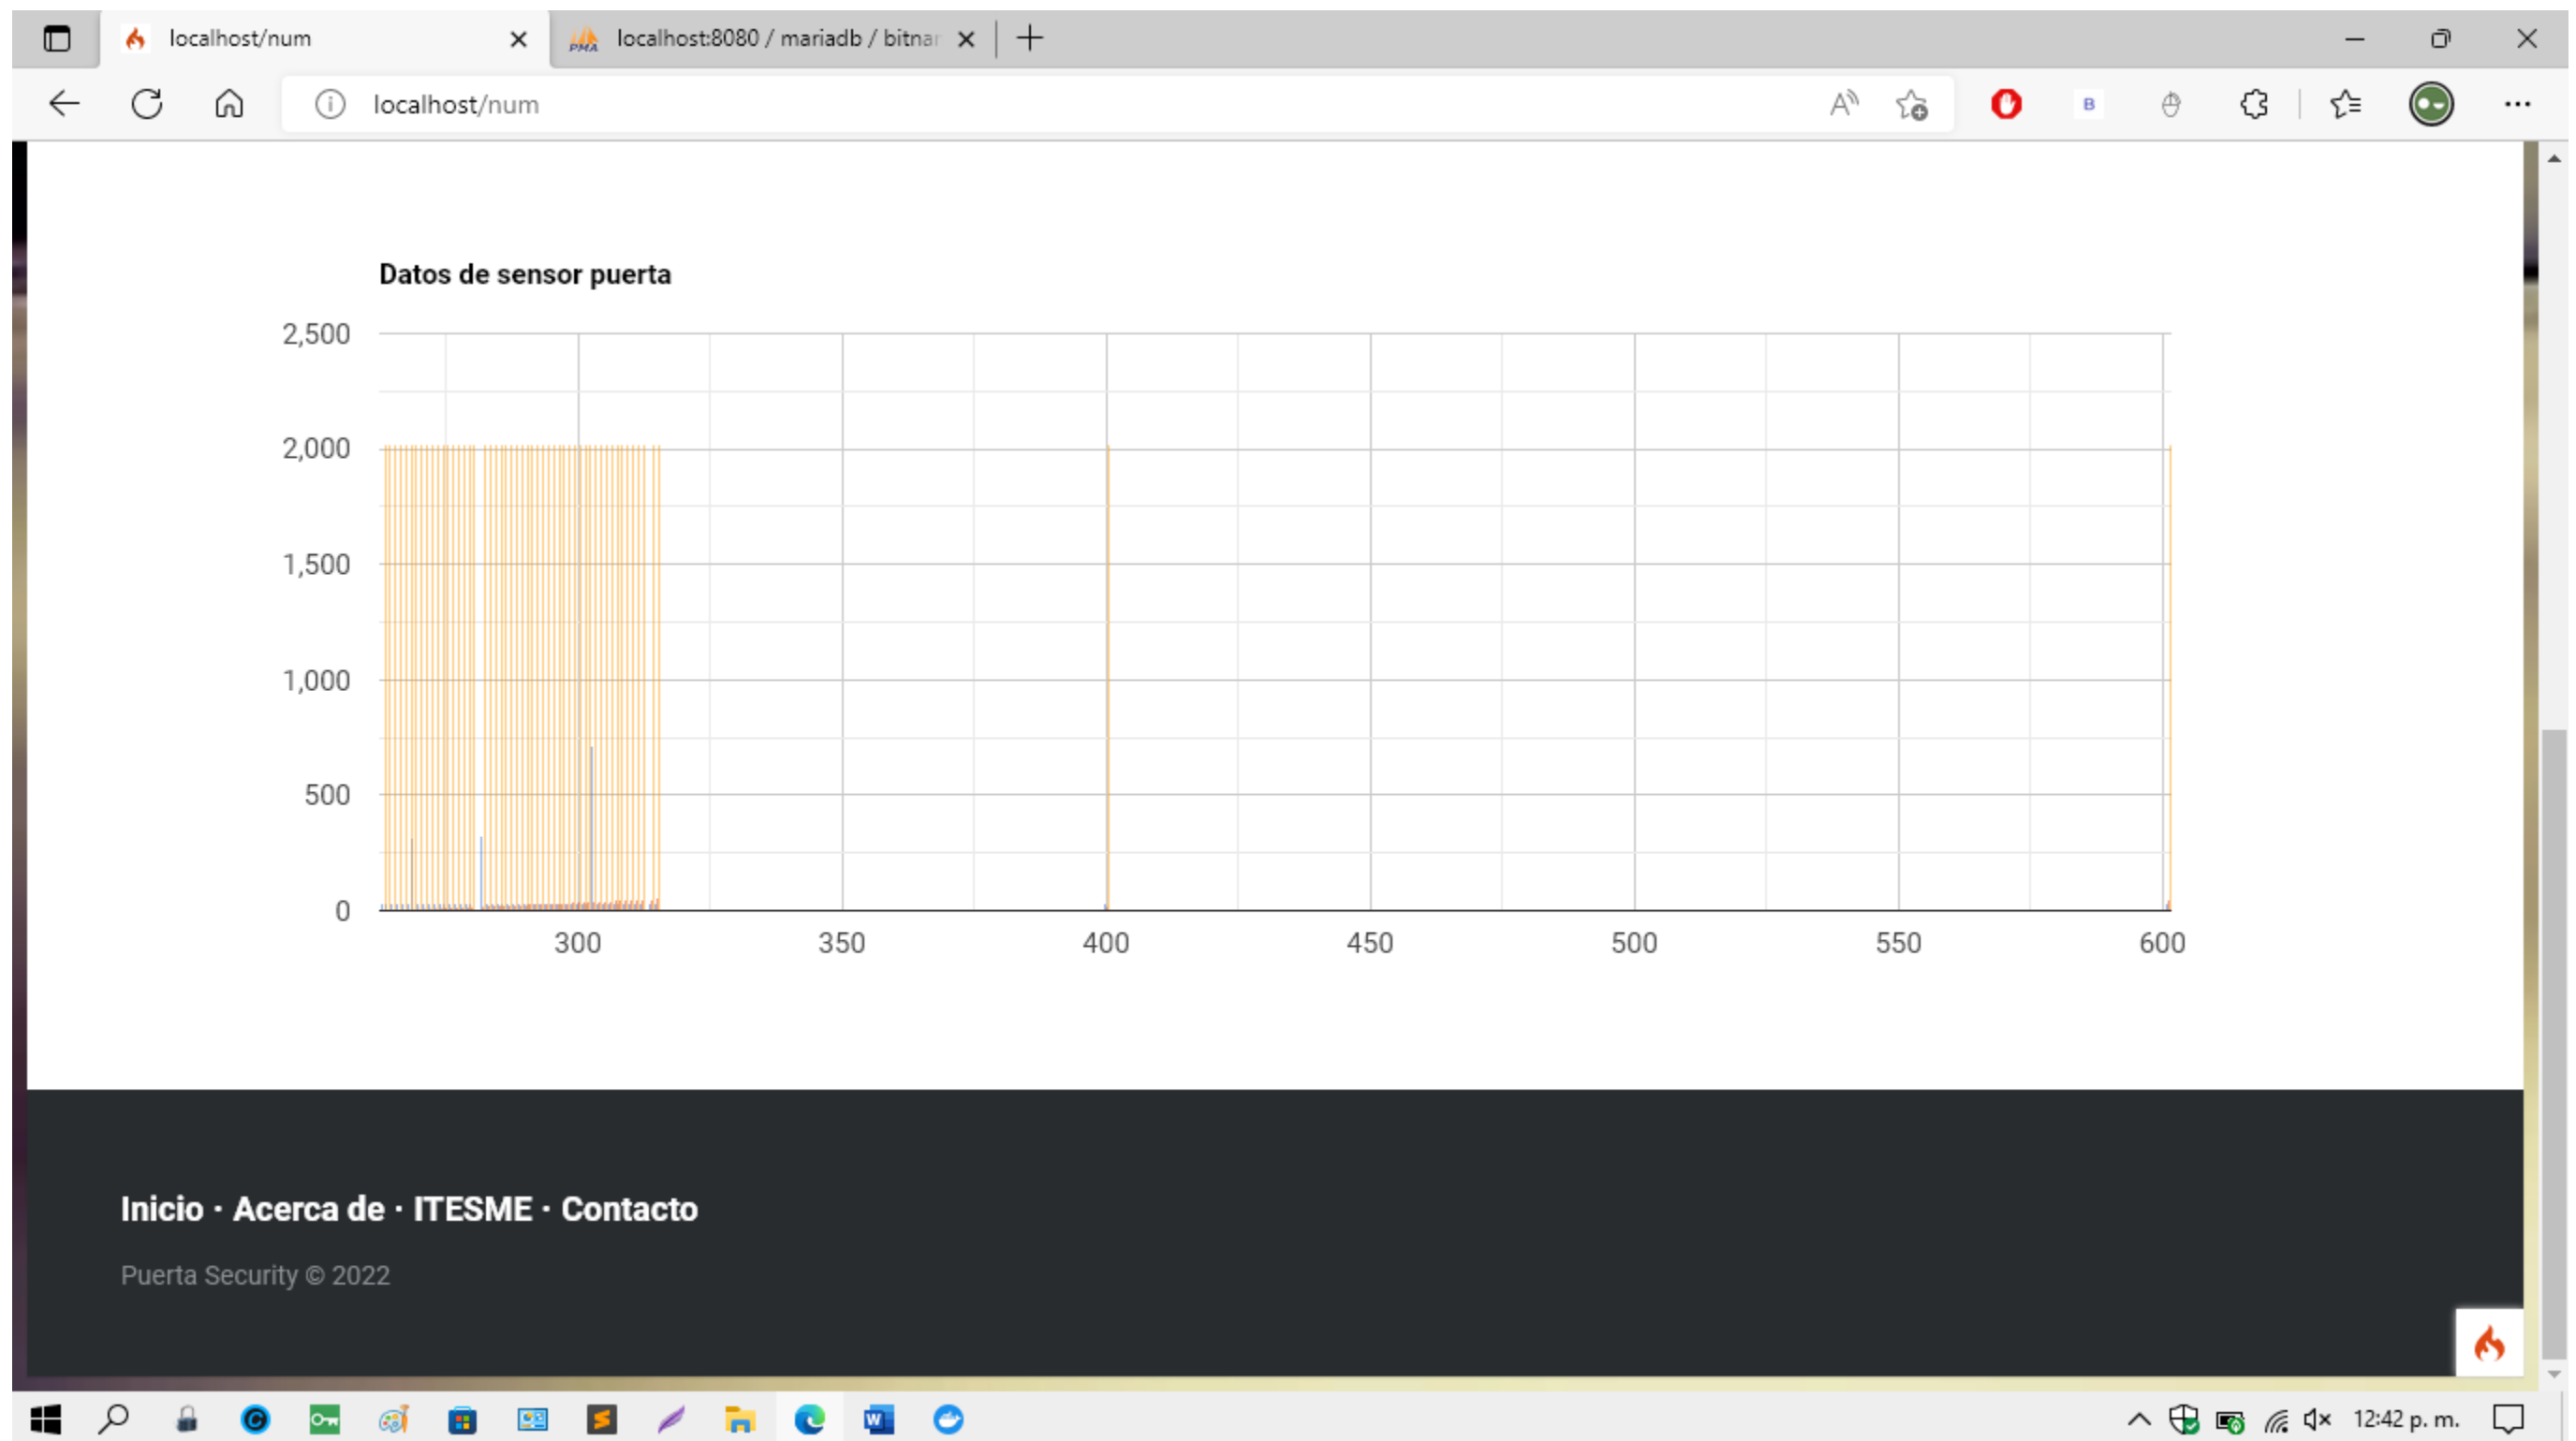 localhost/num
PMA localhost:8080 / mariadb / bitnar
localhost/num
Datos de sensor puerta
2,500
2,000
1,500
1,000
500
0
300 350 400 450 500 550 600
Inicio · Acerca de · ITESME · Contacto
Puerta Security © 2022
12:42 p. m.